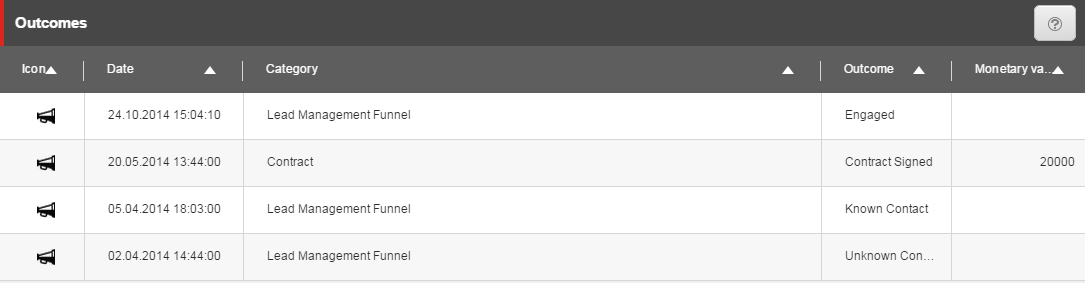 Outcomes
Icon Date Category Outcome Monetary va...
24.10.2014 15:04:10 Lead Management Funnel Engaged
20.05.2014 13:44:00 Contract Contract Signed 20000
05.04.2014 18:03:00 Lead Management Funnel Known Contact
02.04.2014 14:44:00 Lead Management Funnel Unknown Con...